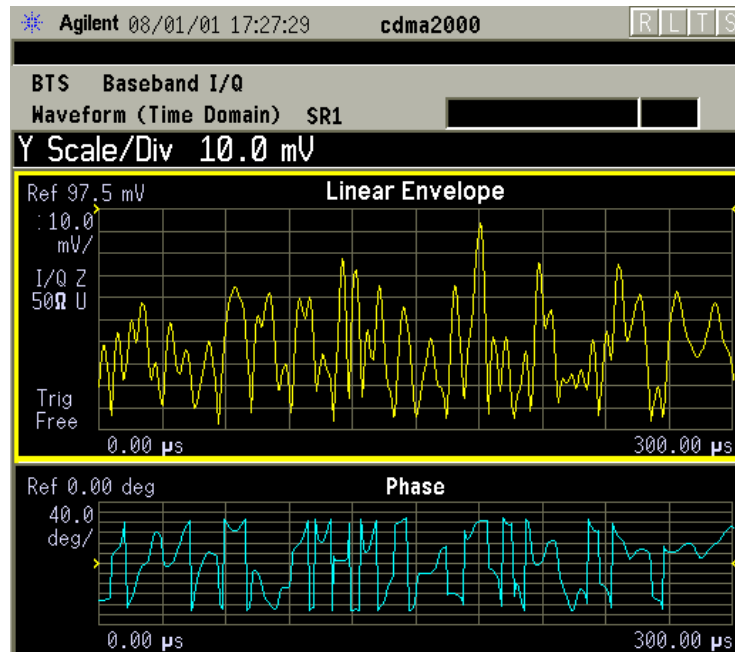 Agilent 08/01/01 17:27:29 cdma2000 R L T S
BTS Baseband I/Q
Waveform (Time Domain) SR1
Y Scale/Div 10.0 mV
Ref 97.5 mV Linear Envelope
10.0
mV/
I/Q Z
50Ω U
Trig
Free
0.00 µs 300.00 µs
Ref 0.00 deg Phase
40.0
deg/
0.00 µs 300.00 µs